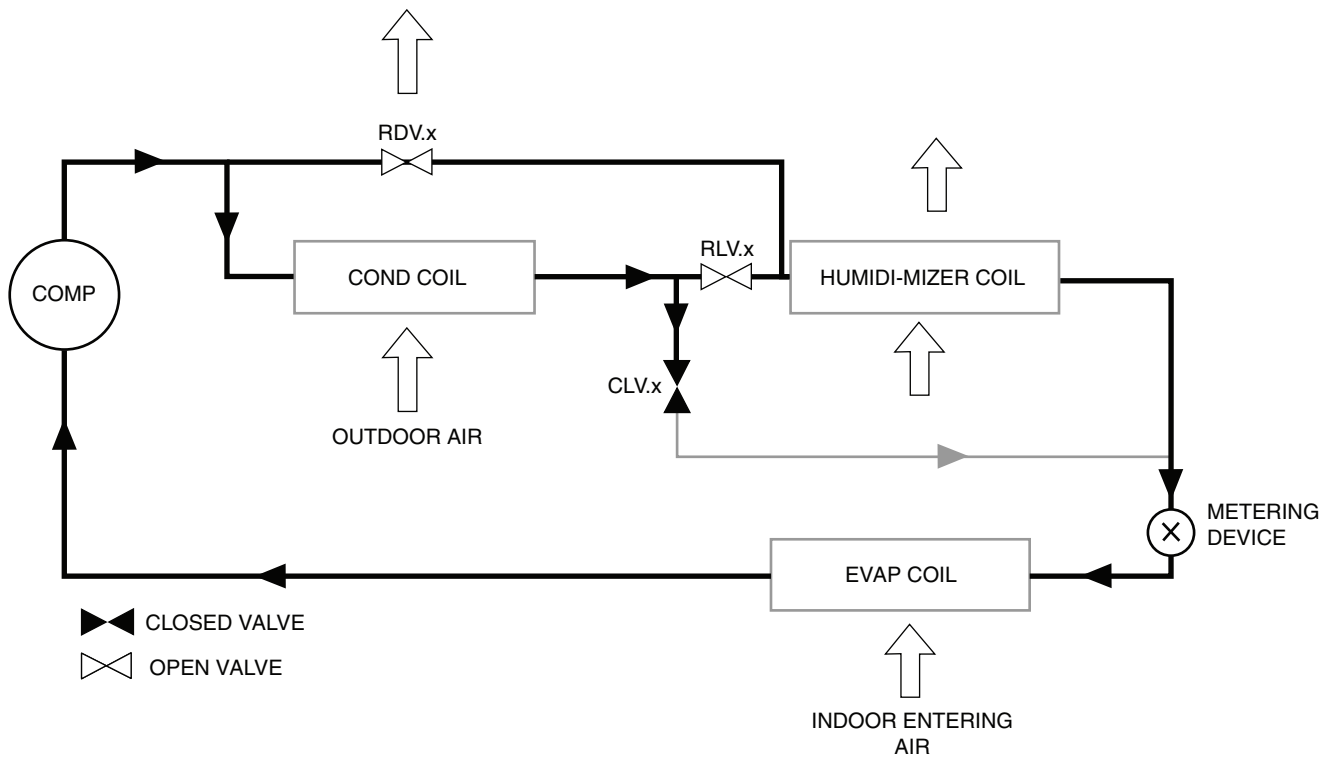 RDV.x
RLV.x
COMP
COND COIL
HUMIDI-MIZER COIL
CLV.x
OUTDOOR AIR
METERING
DEVICE
EVAP COIL
CLOSED VALVE
OPEN VALVE
INDOOR ENTERING
AIR